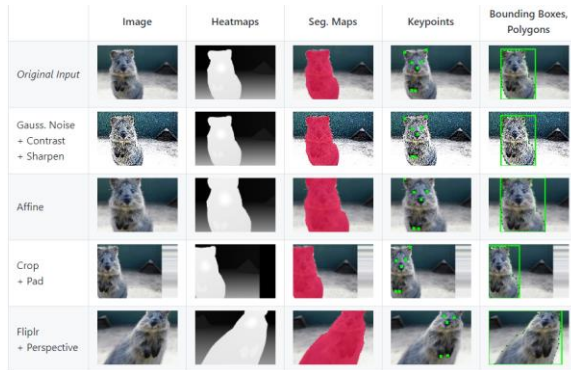 Image
Heatmaps
Seg. Maps
Keypoints
Bounding Boxes,
Polygons
Original Input
Gauss. Noise
+ Contrast
+ Sharpen
Affine
Crop
+ Pad
Fliplr
+ Perspective